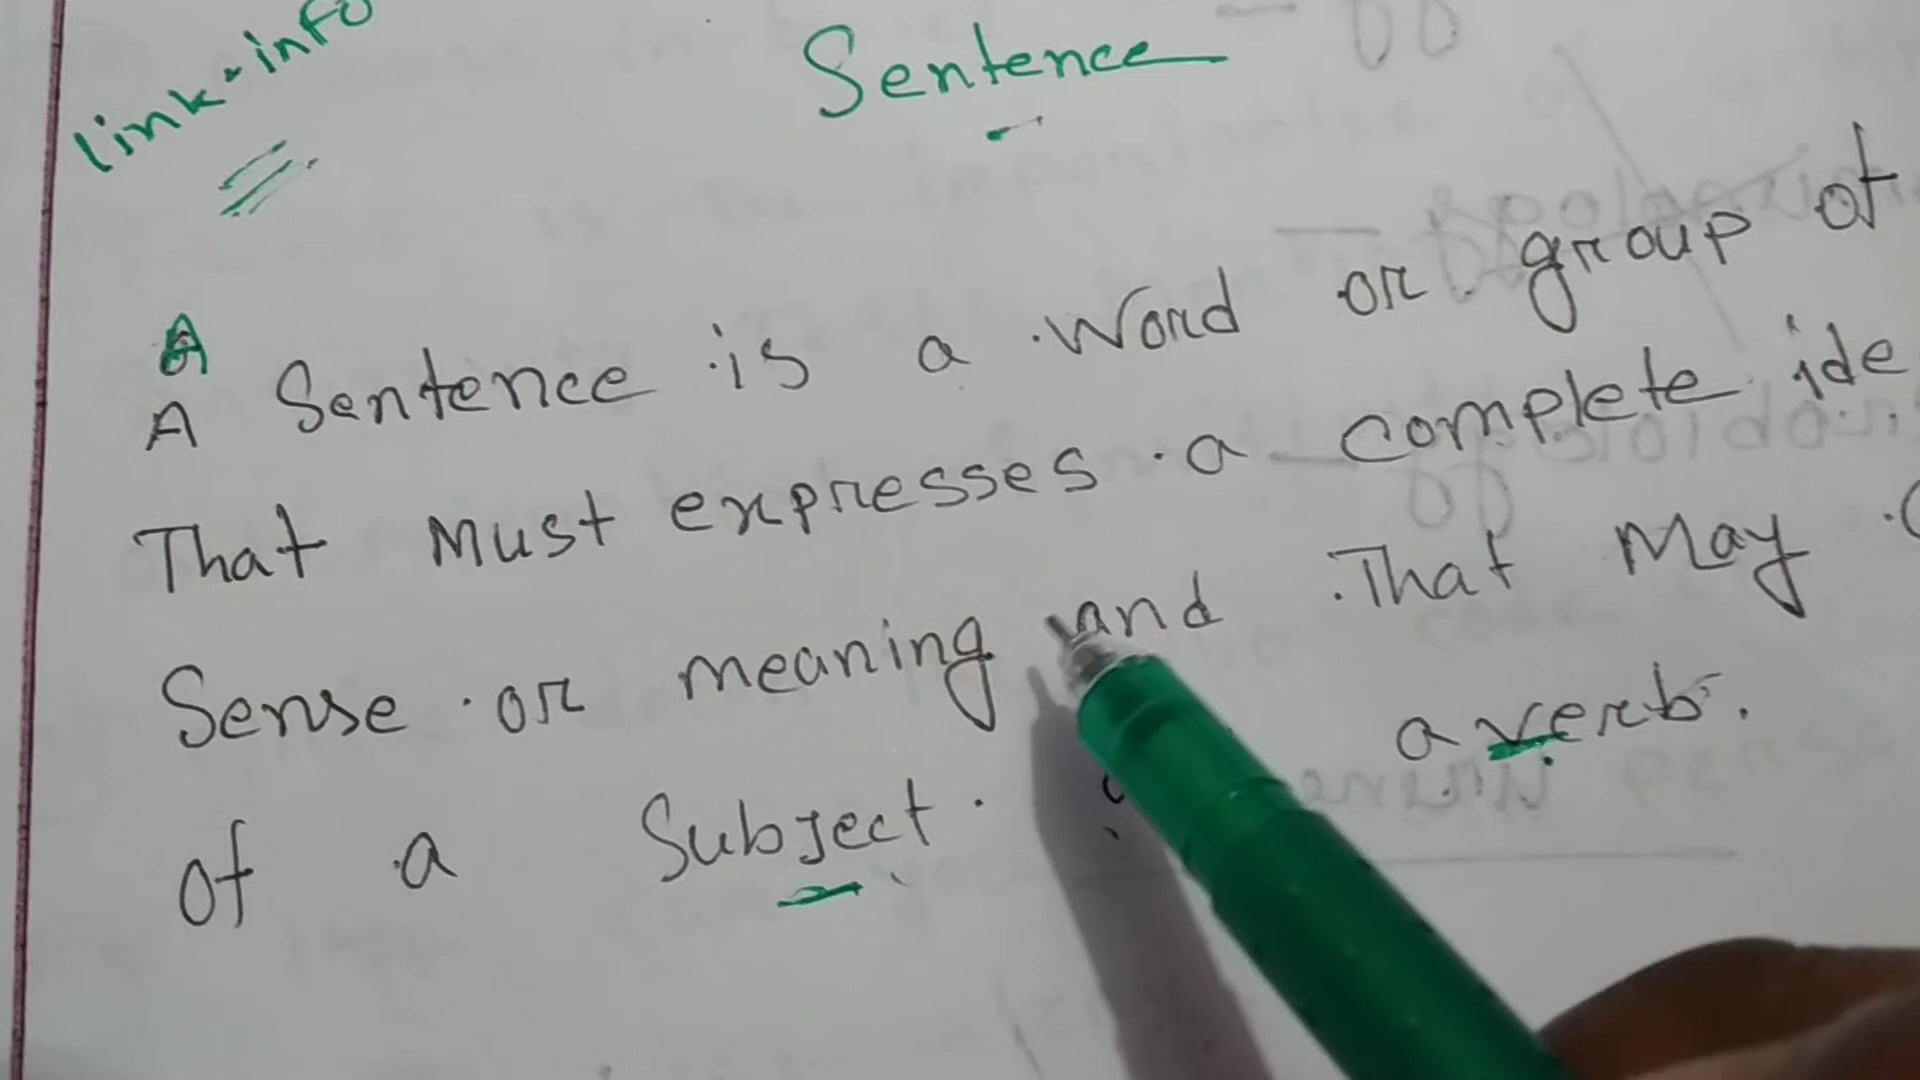 link-info
Sentence
A
A Sentence is a Word or group of
That Must expresses a complete ide
Sense or meaning and That May
of a Subject a verb.